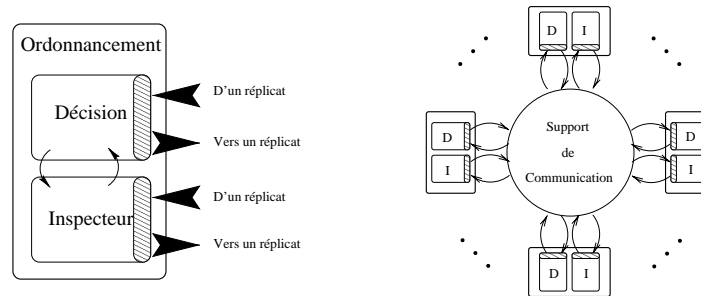 Ordonnancement
Décision
D'un réplicat
Vers un réplicat
Inspecteur
D'un réplicat
Vers un réplicat
D I
D
I
Support
de
Communication
D
I
D I